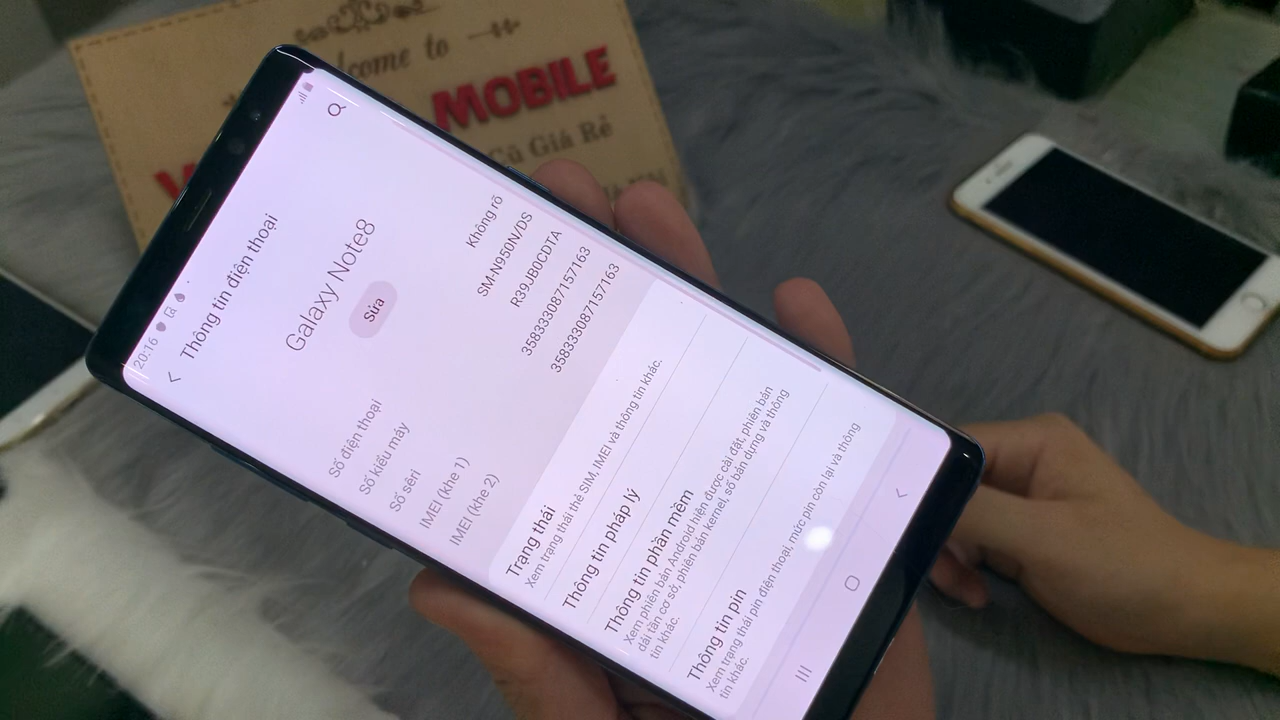 lcome to
MOBILE
Cũ Giá Rẻ
20:16
Thông tin điện thoại
Galaxy Note8
Sửa
Số điện thoại Không rõ
Số kiểu máy SM-N950N/DS
Số sêri R39JB0CDTA
IMEI (khe 1) 358333087157163
IMEI (khe 2) 358333087157163
Trạng thái
Xem trạng thái thẻ SIM, IMEI và thông tin khác.
Thông tin pháp lý
Thông tin phần mềm
Xem phiên bản Android hiện được cài đặt, phiên bản
dải tần cơ sở, phiên bản kernel, số bản dựng và thông
tin khác.
Thông tin pin
Xem trạng thái pin điện thoại, mức pin còn lại và thông
tin khác.